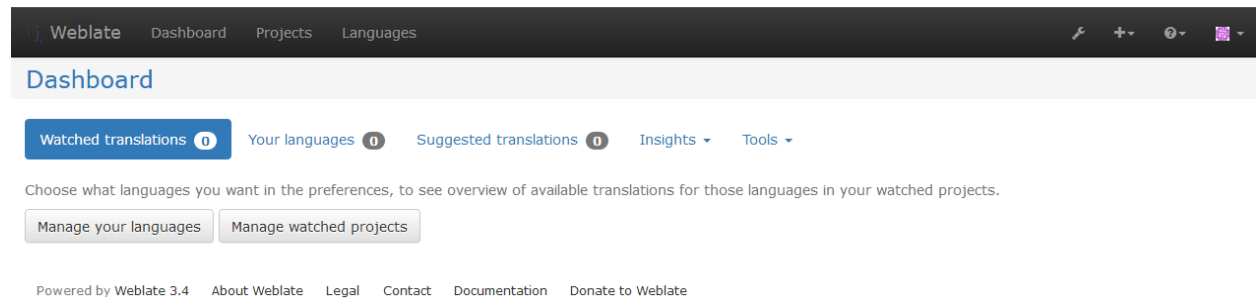 Weblate Dashboard Projects Languages
Dashboard
Watched translations 0 Your languages 0 Suggested translations 0 Insights Tools
Choose what languages you want in the preferences, to see overview of available translations for those languages in your watched projects.
Manage your languages Manage watched projects
Powered by Weblate 3.4 About Weblate Legal Contact Documentation Donate to Weblate